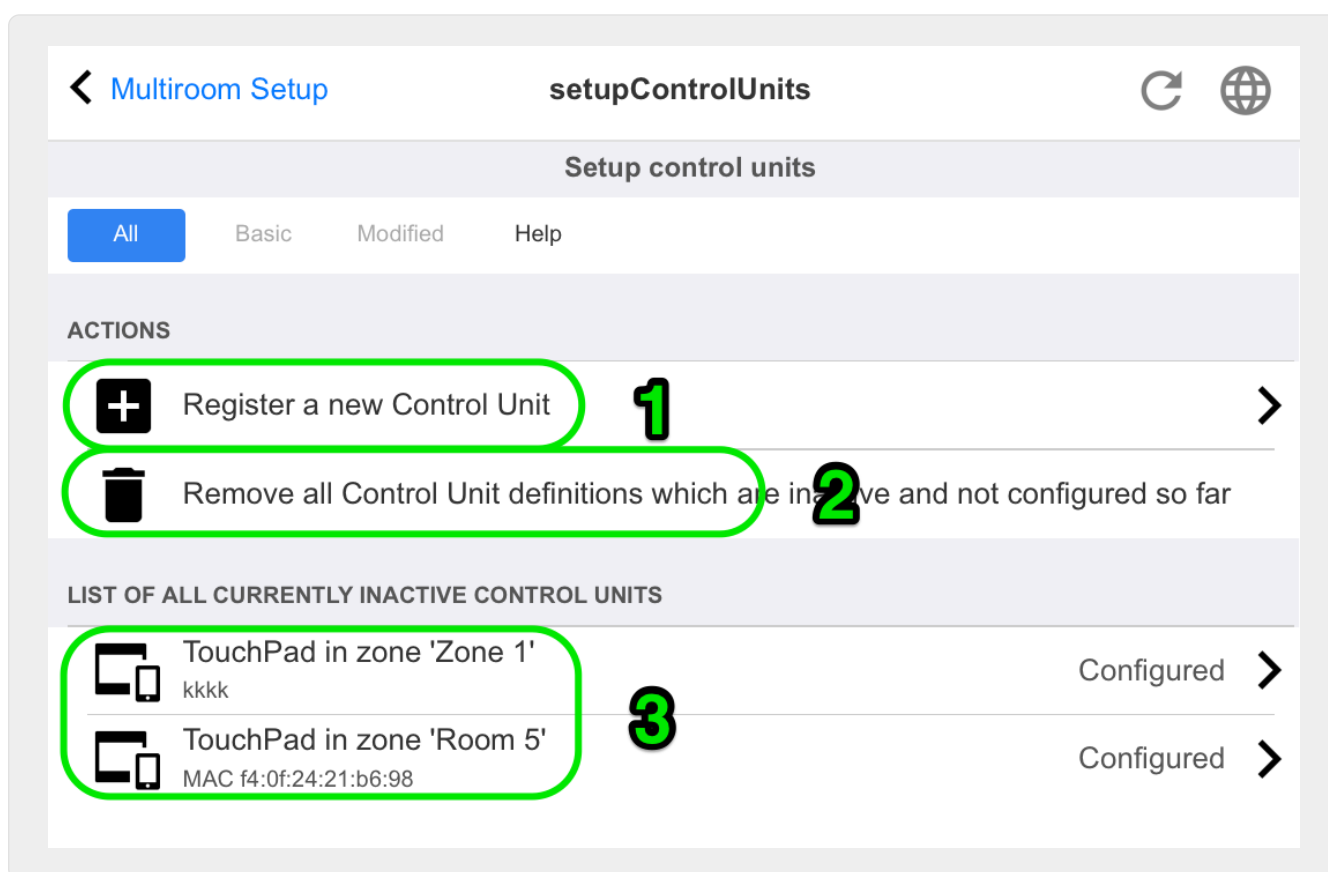 Multiroom Setup setupControlUnits
Setup control units
All Basic Modified Help
ACTIONS
Register a new Control Unit 1
Remove all Control Unit definitions which are inactive and not configured so far 2
LIST OF ALL CURRENTLY INACTIVE CONTROL UNITS
TouchPad in zone 'Zone 1'
kkkk
Configured
3
TouchPad in zone 'Room 5'
MAC f4:0f:24:21:b6:98
Configured